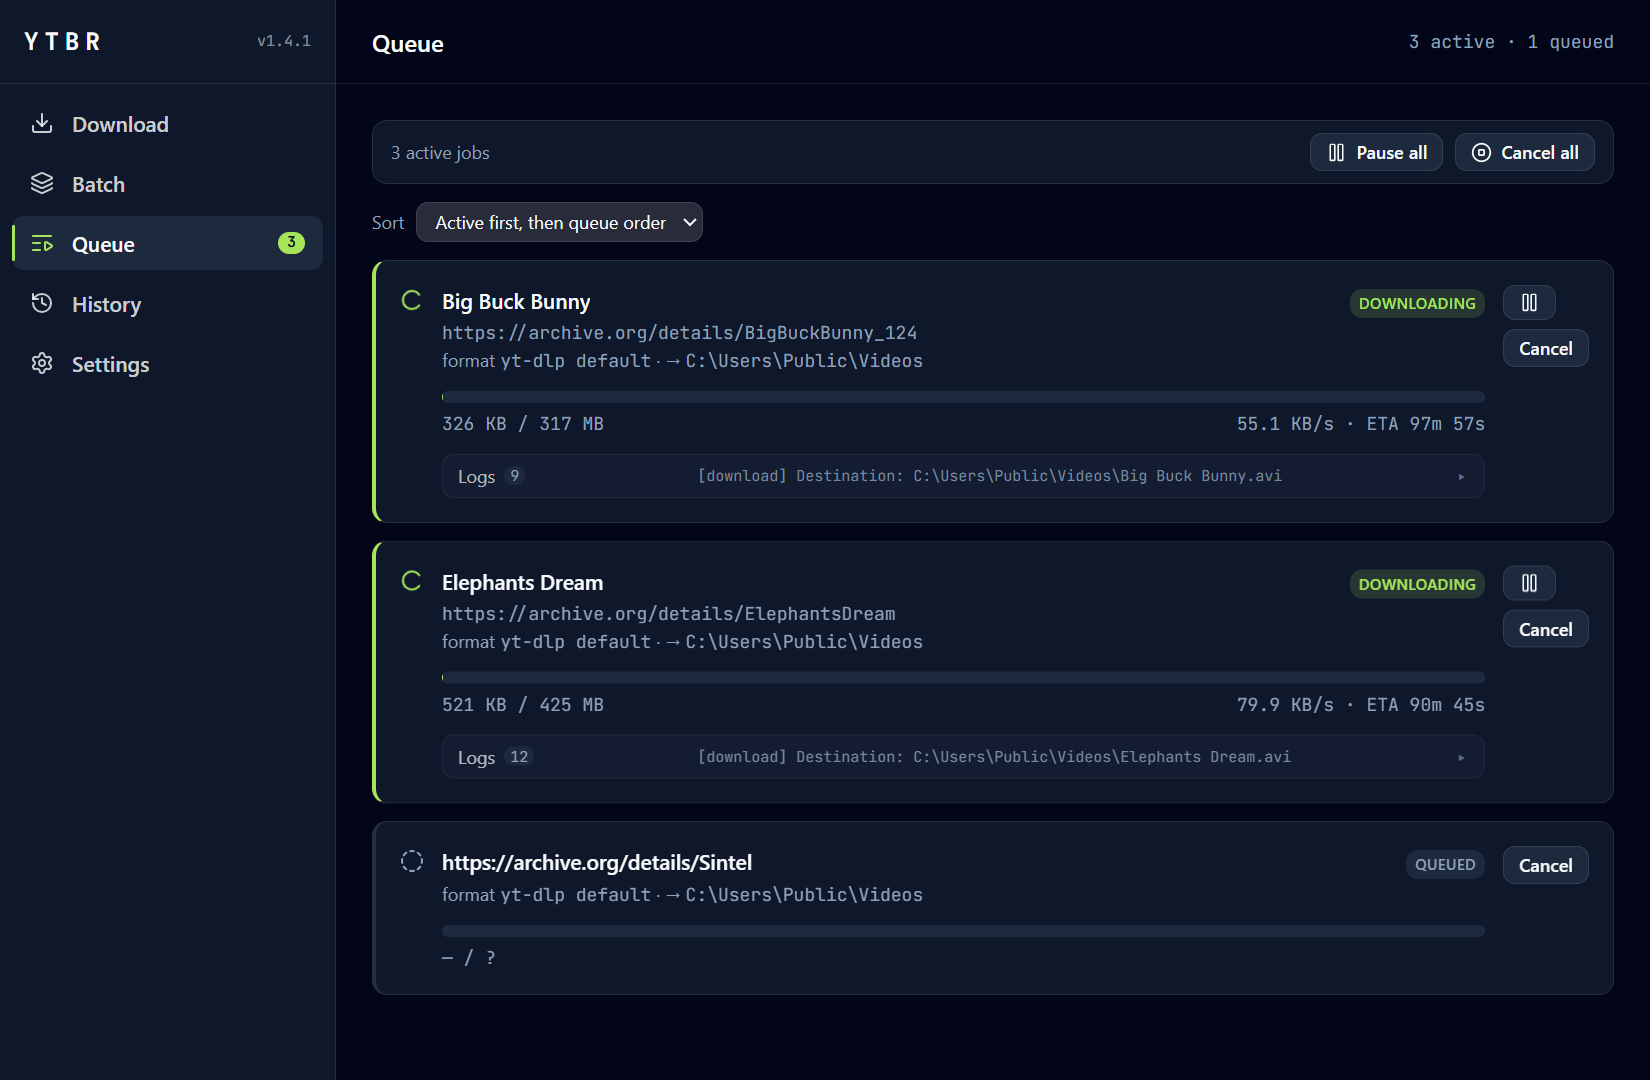 YTBR
v1.4.1
Download
Batch
Queue
3
History
Settings
Queue
3 active · 1 queued
3 active jobs
Pause all
Cancel all
Sort
Active first, then queue order
Big Buck Bunny
DOWNLOADING
https://archive.org/details/BigBuckBunny_124
Cancel
format yt-dlp default · → C:\Users\Public\Videos
326 KB / 317 MB
55.1 KB/s · ETA 97m 57s
Logs 9
[download] Destination: C:\Users\Public\Videos\Big Buck Bunny.avi
Elephants Dream
DOWNLOADING
https://archive.org/details/ElephantsDream
Cancel
format yt-dlp default · → C:\Users\Public\Videos
521 KB / 425 MB
79.9 KB/s · ETA 90m 45s
Logs 12
[download] Destination: C:\Users\Public\Videos\Elephants Dream.avi
https://archive.org/details/Sintel
QUEUED
Cancel
format yt-dlp default · → C:\Users\Public\Videos
— / ?